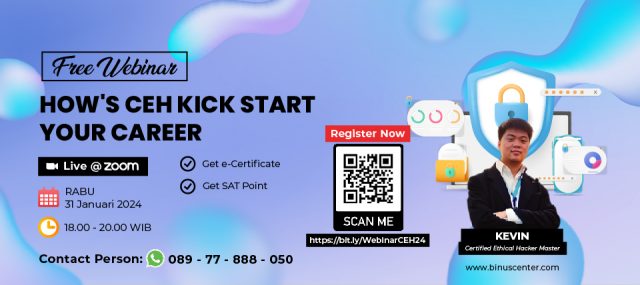 Free Webinar
HOW'S CEH KICK START
YOUR CAREER
Live @ zoom
Get e-Certificate
Get SAT Point
RABU
31 Januari 2024
18.00 - 20.00 WIB
Contact Person: 089 - 77 - 888 - 050
Register Now
SCAN ME
https://bit.ly/WebinarCEH24
KEVIN
Certified Ethical Hacker Master
www.binuscenter.com